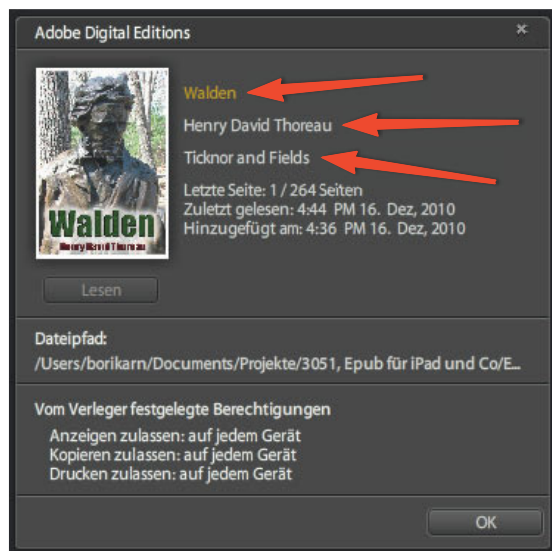 Adobe Digital Editions
Walden
Henry David Thoreau
Ticknor and Fields
Letzte Seite: 1 / 264 Seiten
Zuletzt gelesen: 4:44 PM 16. Dez, 2010
Hinzugefügt am: 4:36 PM 16. Dez, 2010
Walden
Henry David Thoreau
Lesen
Dateipfad:
/Users/borikarn/Documents/Projekte/3051, Epub für iPad und Co/E...
Vom Verleger festgelegte Berechtigungen
Anzeigen zulassen: auf jedem Gerät
Kopieren zulassen: auf jedem Gerät
Drucken zulassen: auf jedem Gerät
OK